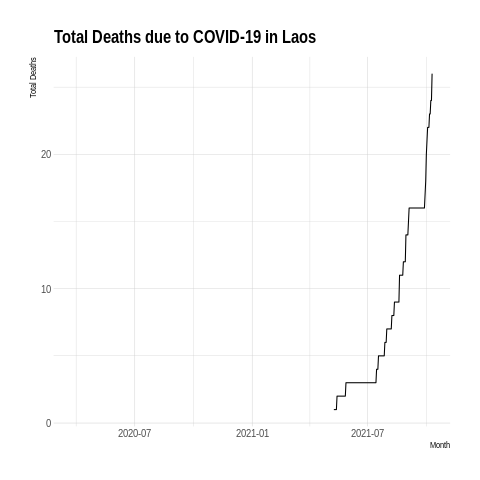 Total Deaths due to COVID-19 in Laos
Total Deaths
20
10
0
2020-07
2021-01
2021-07
Month